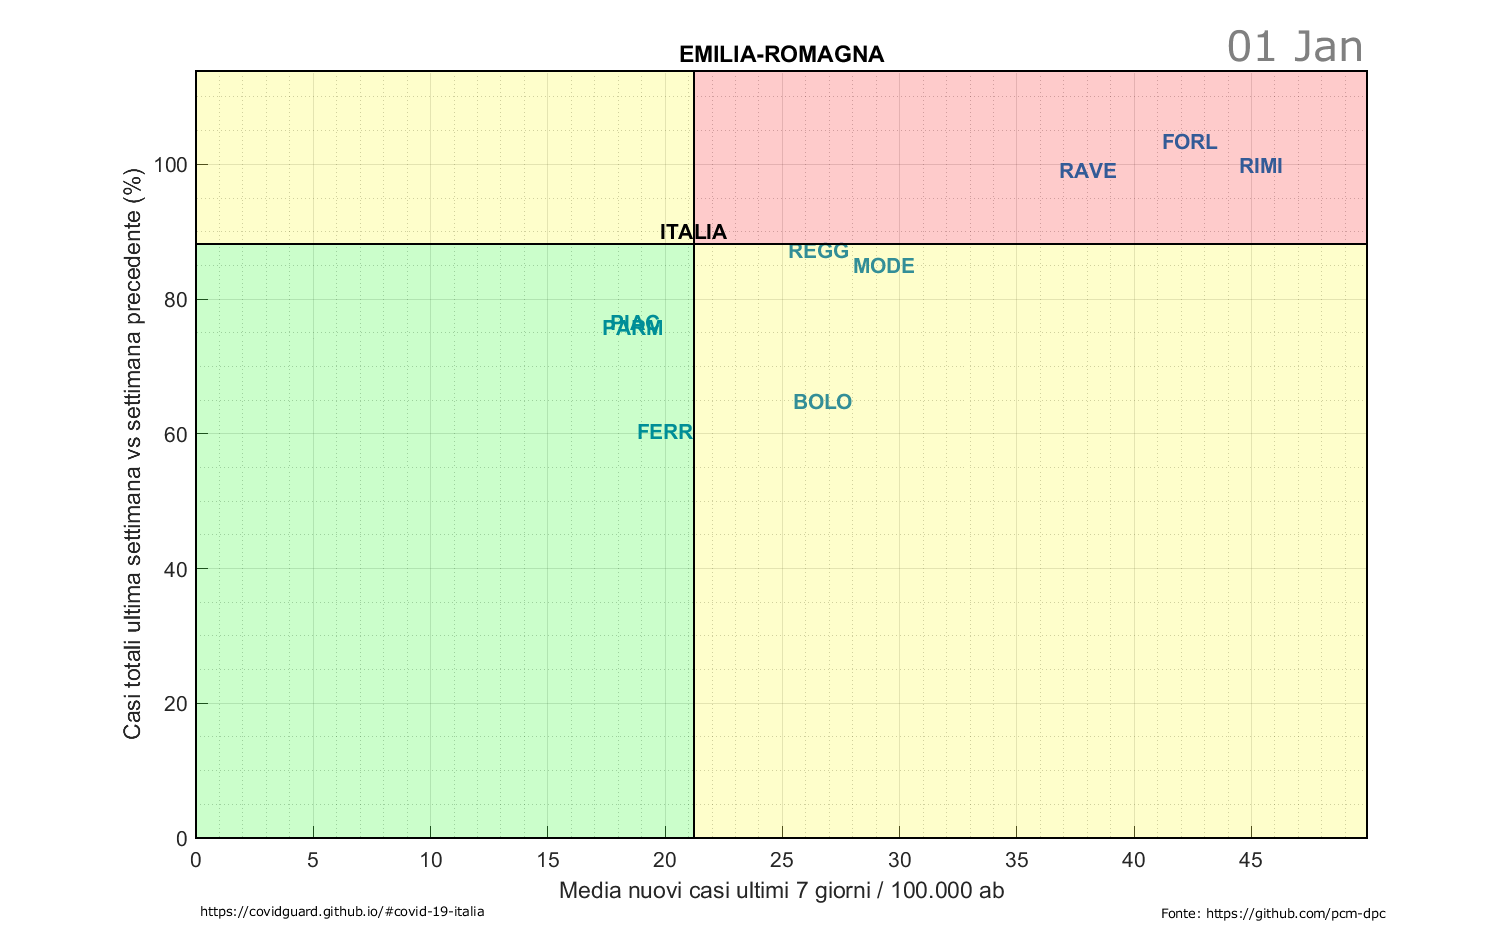 01 Jan
EMILIA-ROMAGNA
FORL
RIMI
RAVE
ITALIA
REGG
MODE
PIAC
PARM
BOLO
FERR
Casi totali ultima settimana vs settimana precedente (%)
100
80
60
40
20
0
0 5 10 15 20 25 30 35 40 45
Media nuovi casi ultimi 7 giorni / 100.000 ab
https://covidguard.github.io/#covid-19-italia
Fonte: https://github.com/pcm-dpc